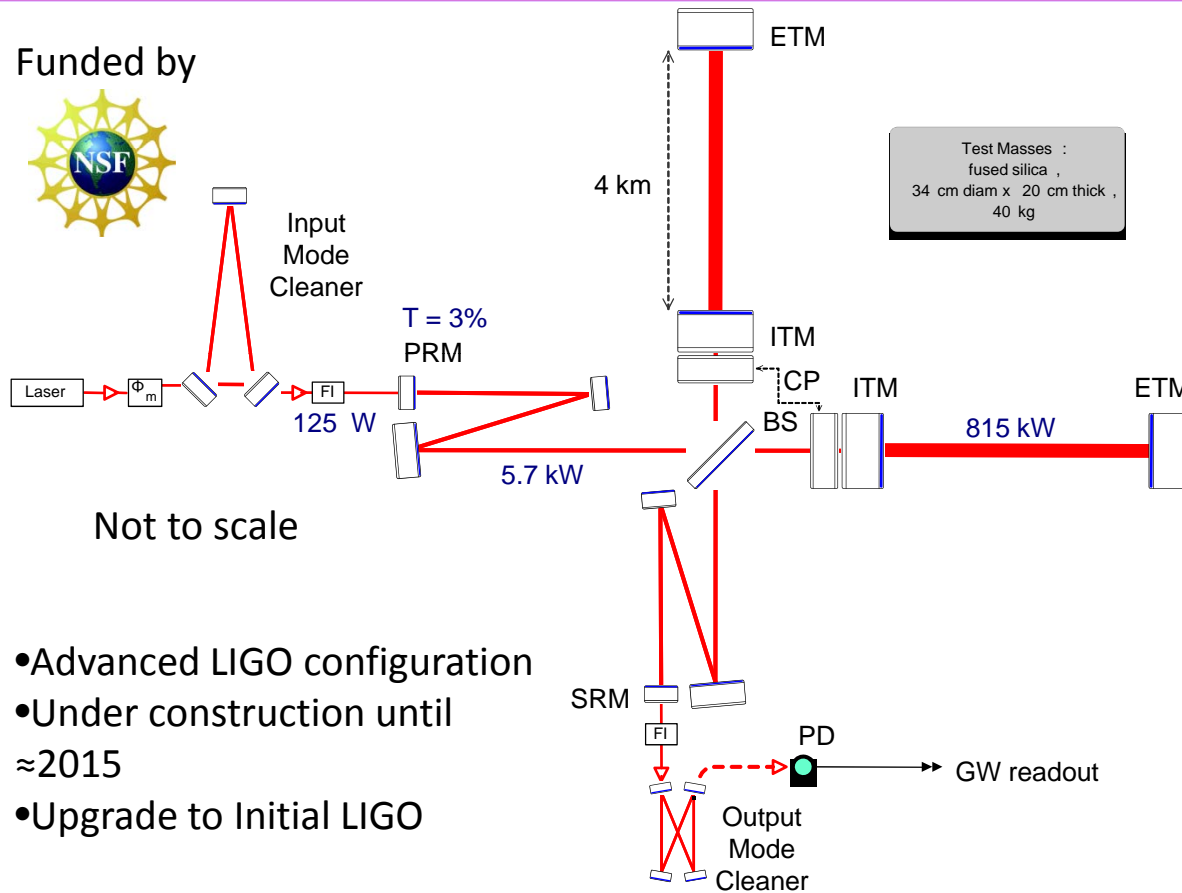 Funded by
NSF
ETM
4 km
Test Masses :
fused silica ,
34 cm diam x 20 cm thick ,
40 kg
Input
Mode
Cleaner
T = 3%
PRM
ITM
Laser
Φ
m
FI
125 W
CP
ITM
ETM
BS
815 kW
5.7 kW
Not to scale
•Advanced LIGO configuration
•Under construction until
≈2015
•Upgrade to Initial LIGO
SRM
FI
PD
GW readout
Output
Mode
Cleaner